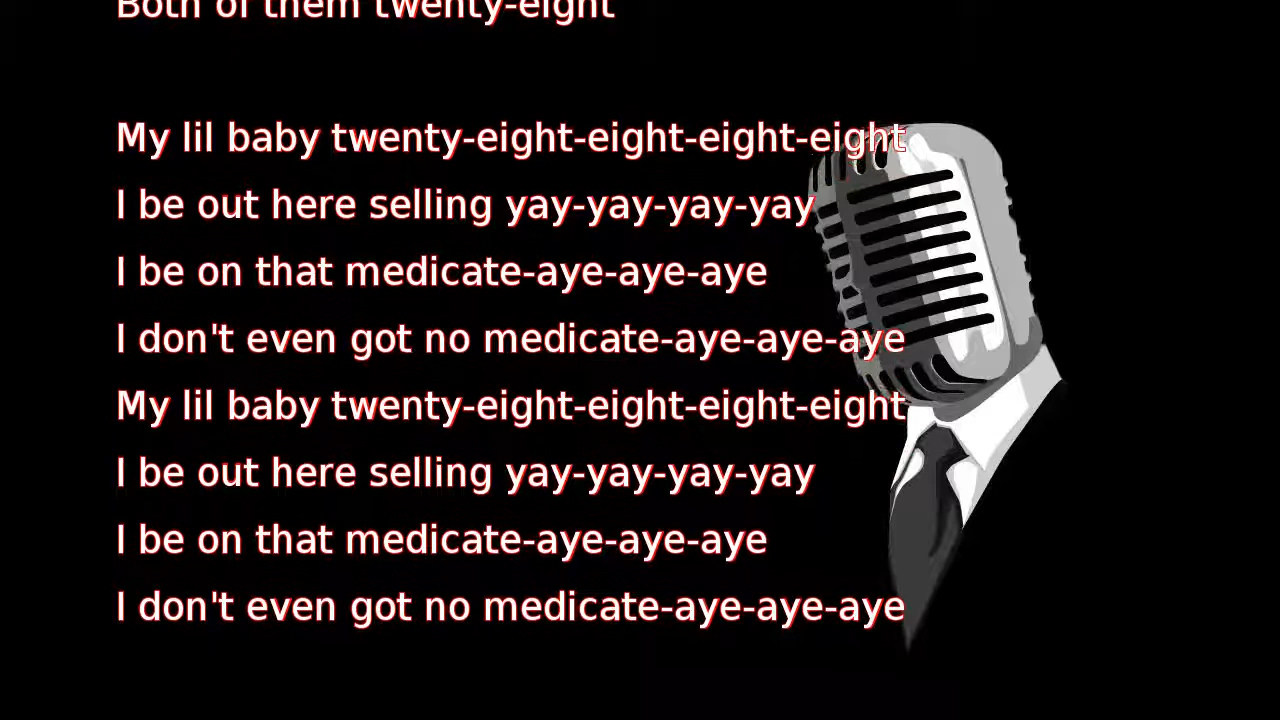 Both of them twenty-eight
My lil baby twenty-eight-eight-eight-eight
I be out here selling yay-yay-yay-yay
I be on that medicate-aye-aye-aye
I don't even got no medicate-aye-aye-aye
My lil baby twenty-eight-eight-eight-eight
I be out here selling yay-yay-yay-yay
I be on that medicate-aye-aye-aye
I don't even got no medicate-aye-aye-aye